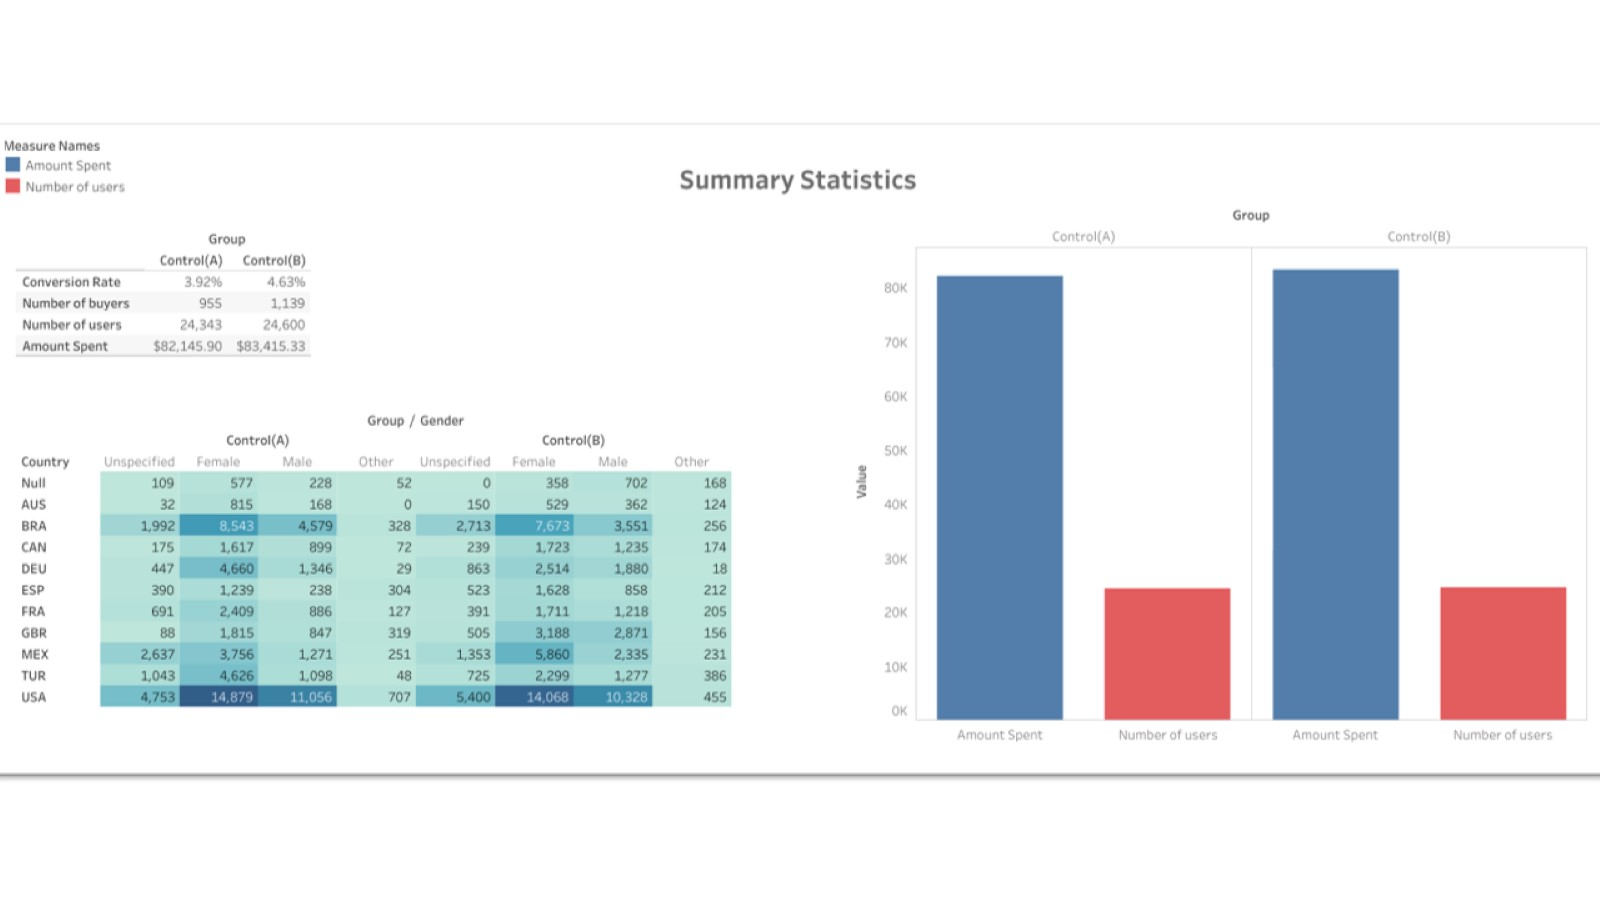 Measure Names
Amount Spent
Number of users
Summary Statistics
Group
Control(A) Control(B)
Conversion Rate 3.92% 4.63%
Number of buyers 955 1,139
Number of users 24,343 24,600
Amount Spent $82,145.90 $83,415.33
Group / Gender
Control(A) Control(B)
Country Unspecified Female Male Other Unspecified Female Male Other
Null 109 577 228 52 0 358 702 168
AUS 32 815 168 0 150 529 362 124
BRA 1,992 8,543 4,579 328 2,713 7,673 3,551 256
CAN 175 1,617 899 72 239 1,723 1,235 174
DEU 447 4,660 1,346 29 863 2,514 1,880 18
ESP 390 1,239 238 304 523 1,628 858 212
FRA 691 2,409 886 127 391 1,711 1,218 205
GBR 88 1,815 847 319 505 3,188 2,871 156
MEX 2,637 3,756 1,271 251 1,353 5,860 2,335 231
TUR 1,043 4,626 1,098 48 725 2,299 1,277 386
USA 4,753 14,879 11,056 707 5,400 14,068 10,328 455
Group
Control(A) Control(B)
Value
80K
70K
60K
50K
40K
30K
20K
10K
0K
Amount Spent Number of users Amount Spent Number of users